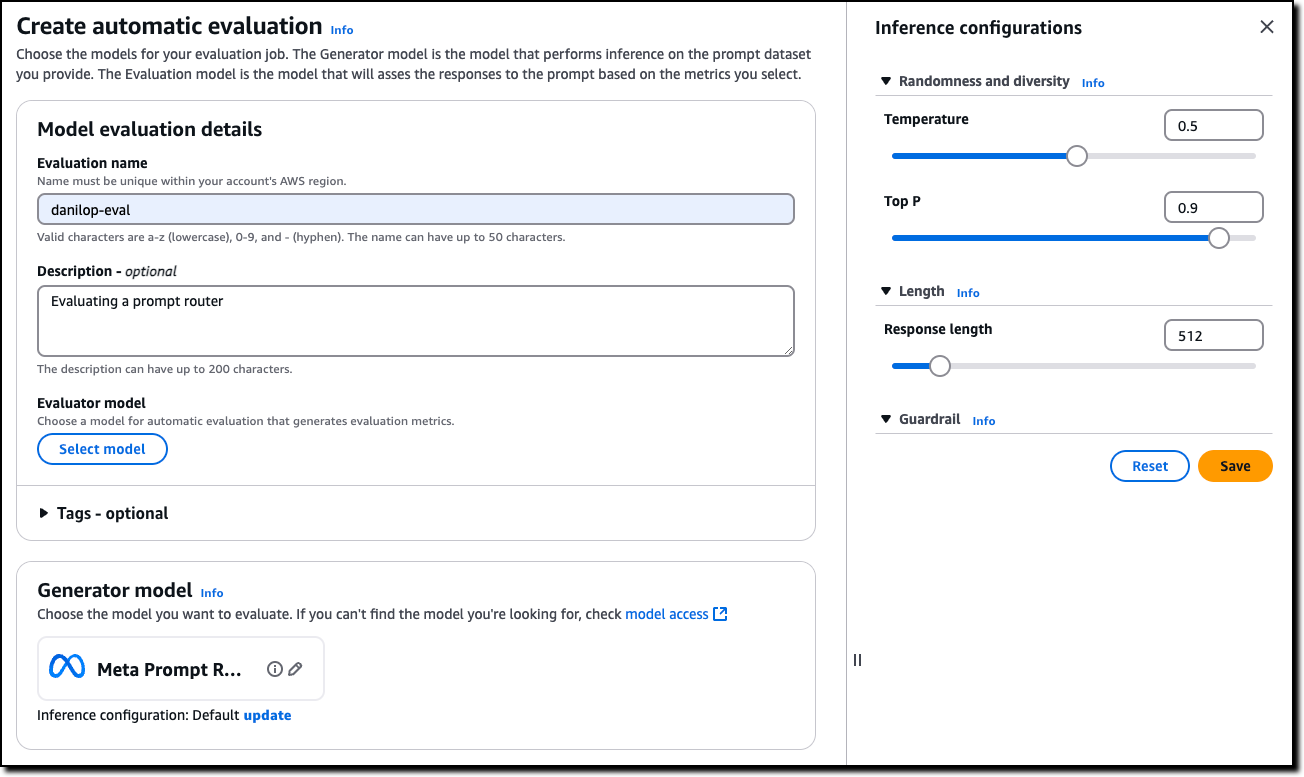 Create automatic evaluation Info
Choose the models for your evaluation job. The Generator model is the model that performs inference on the prompt dataset
you provide. The Evaluation model is the model that will asses the responses to the prompt based on the metrics you select.
Model evaluation details
Evaluation name
Name must be unique within your account's AWS region.
danilop-eval
Valid characters are a-z (lowercase), 0-9, and - (hyphen). The name can have up to 50 characters.
Description - optional
Evaluating a prompt router
The description can have up to 200 characters.
Evaluator model
Choose a model for automatic evaluation that generates evaluation metrics.
Select model
Tags - optional
Generator model Info
Choose the model you want to evaluate. If you can't find the model you're looking for, check model access
Meta Prompt R...
Inference configuration: Default update
Inference configurations
Randomness and diversity Info
Temperature 0.5
Top P 0.9
Length Info
Response length 512
Guardrail Info
Reset Save